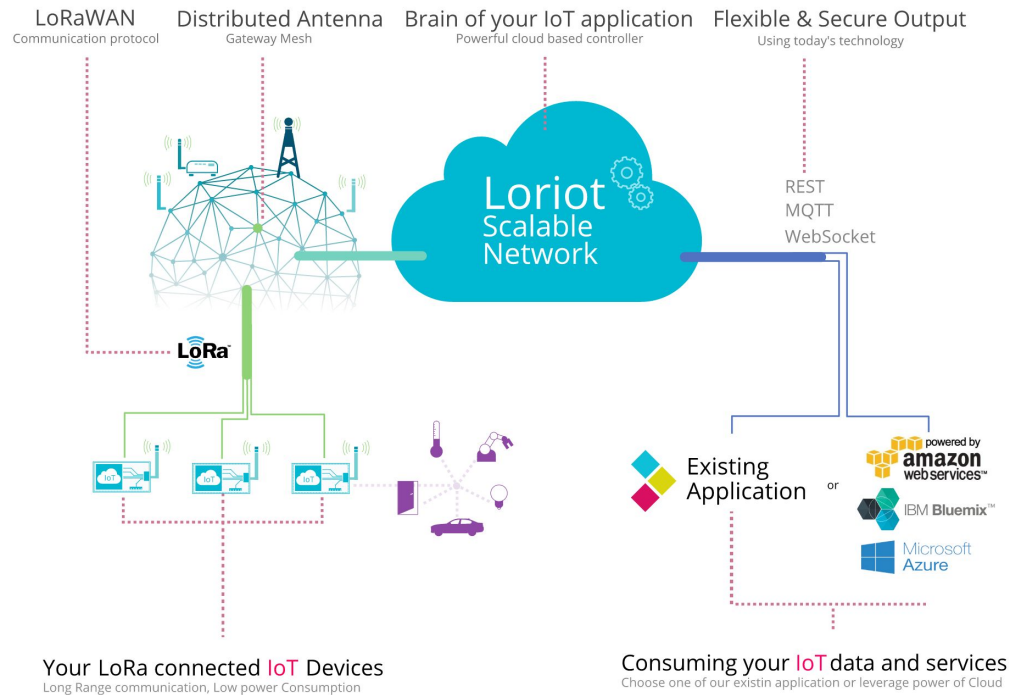 LoRaWAN
Communication protocol
Distributed Antenna
Gateway Mesh
Brain of your IoT application
Powerful cloud based controller
Flexible & Secure Output
Using today's technology
Loriot
Scalable
Network
REST
MQTT
WebSocket
LoRa™
IoT
IoT
IoT
Existing
Application
or
powered by
amazon
web services™
IBM Bluemix™
Microsoft
Azure
Your LoRa connected IoT Devices
Long Range communication, Low power Consumption
Consuming your IoT data and services
Choose one of our existin application or leverage power of Cloud